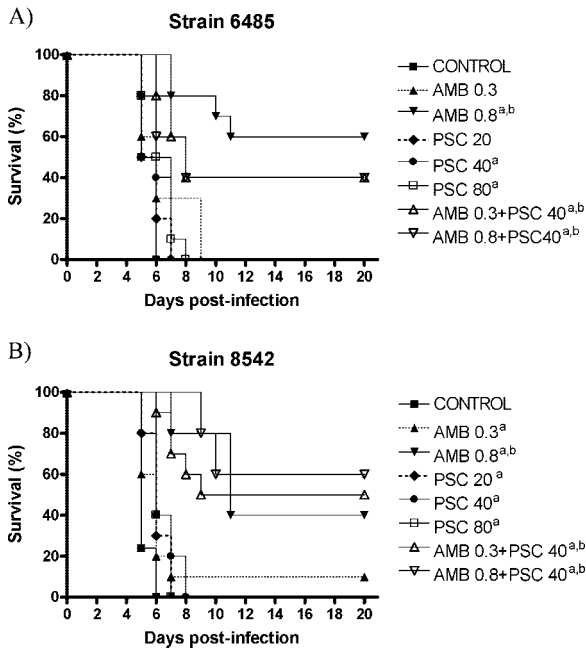 A)
Strain 6485
Survival (%)
100
80
60
40
20
0
0 2 4 6 8 10 12 14 16 18 20
Days post-infection
CONTROL
AMB 0.3
AMB 0.8a,b
PSC 20
PSC 40a
PSC 80a
AMB 0.3+PSC 40a,b
AMB 0.8+PSC40a,b
B)
Strain 8542
Survival (%)
100
80
60
40
20
0
0 2 4 6 8 10 12 14 16 18 20
Days post-infection
CONTROL
AMB 0.3a
AMB 0.8a,b
PSC 20 a
PSC 40a
PSC 80a
AMB 0.3+PSC 40a,b
AMB 0.8+PSC 40a,b